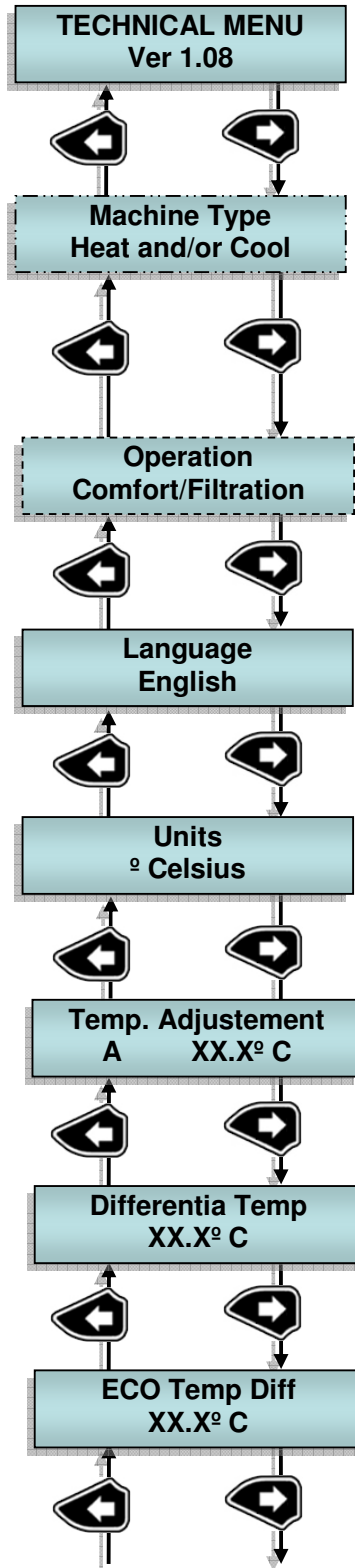 TECHNICAL MENU
Ver 1.08
Machine Type
Heat and/or Cool
Operation
Comfort/Filtration
Language
English
Units
º Celsius
Temp. Adjustement
A XX.Xº C
Differentia Temp
XX.Xº C
ECO Temp Diff
XX.Xº C